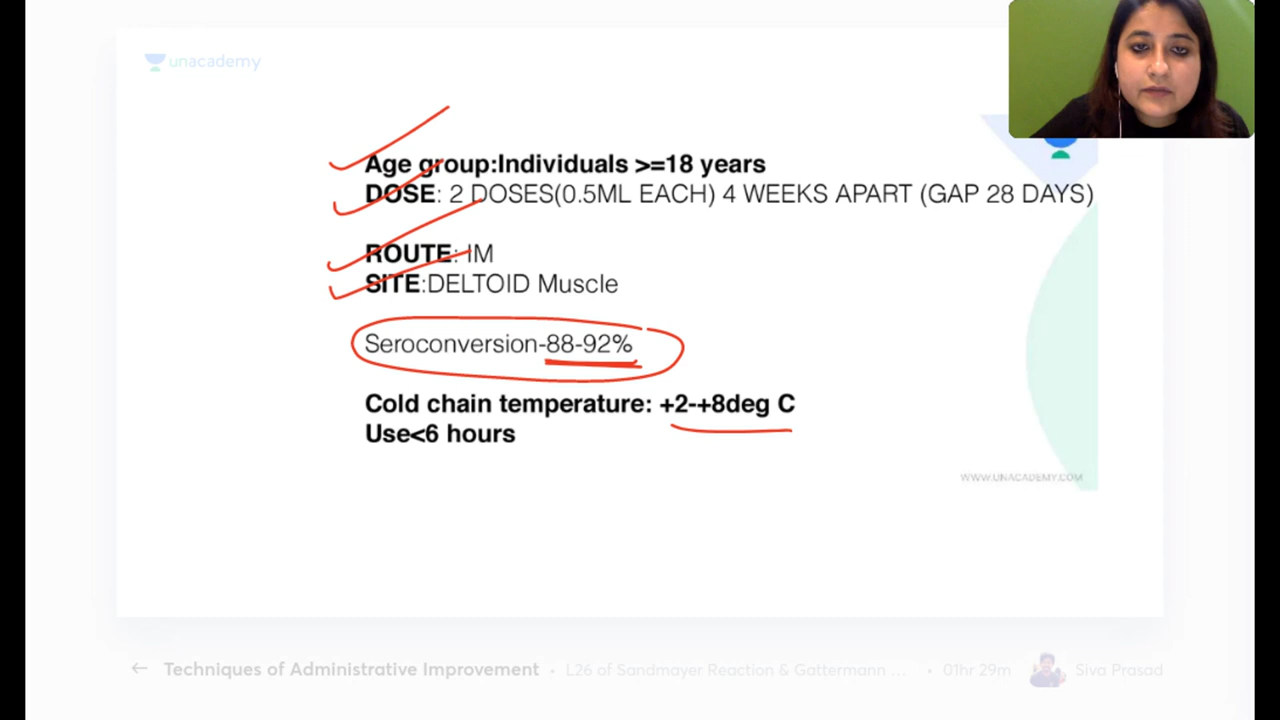 unacademy
Age group:Individuals >=18 years
DOSE: 2 DOSES(0.5ML EACH) 4 WEEKS APART (GAP 28 DAYS)
ROUTE: IM
SITE:DELTOID Muscle
Seroconversion-88-92%
Cold chain temperature: +2-+8deg C
Use<6 hours
WWW.UNACADEMY.COM
← Techniques of Administrative Improvement • L26 of Sandmayer Reaction & Gattermann ... • 01hr 29m Siva Prasad